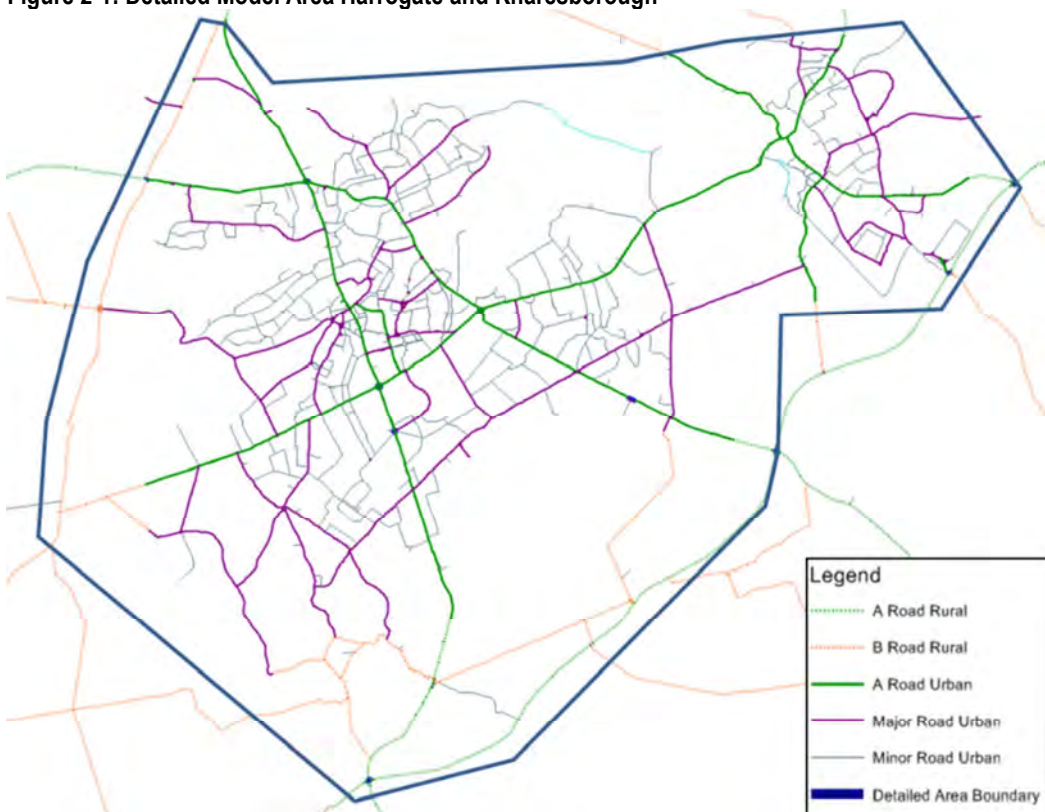 Figure 2-1: Detailed Model Area Harrogate and Knaresborough
Legend
A Road Rural
B Road Rural
A Road Urban
Major Road Urban
Minor Road Urban
Detailed Area Boundary